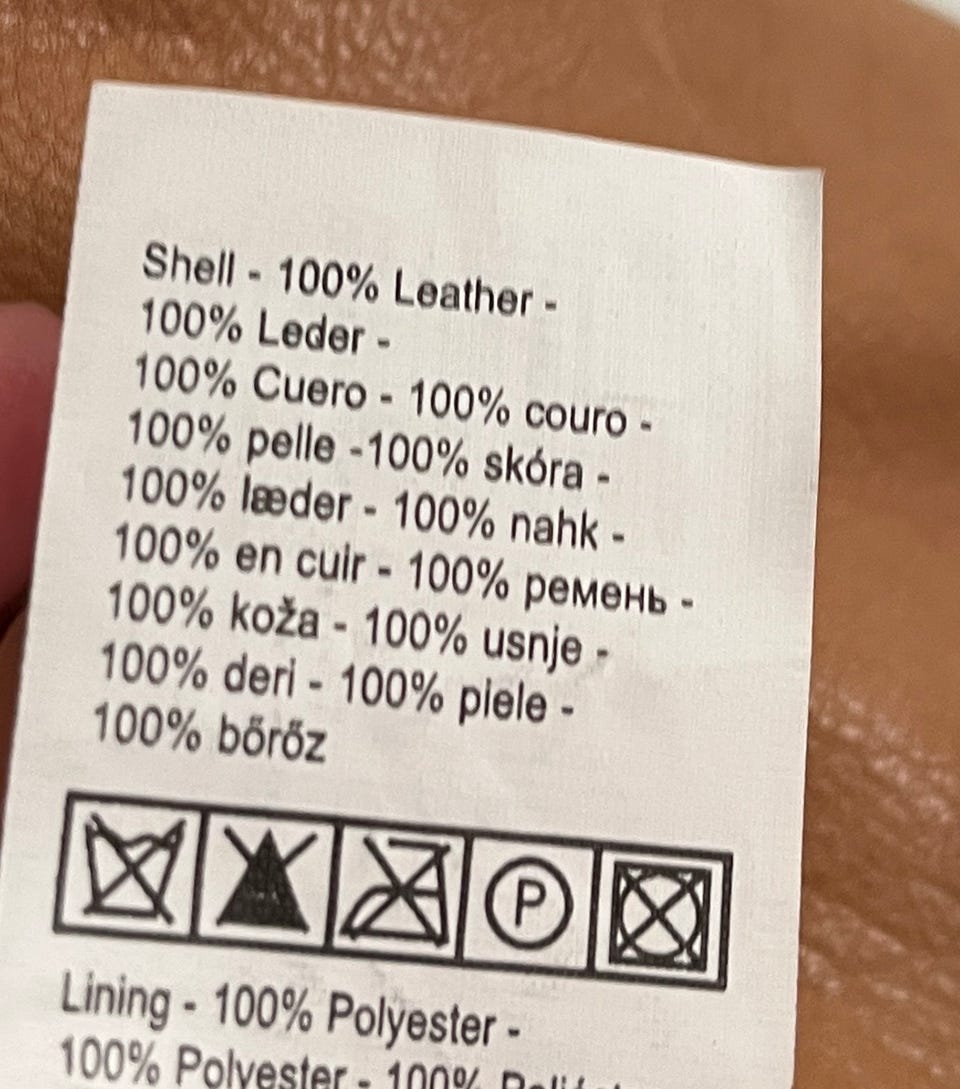 Shell - 100% Leather -
100% Leder -
100% Cuero - 100% couro -
100% pelle -100% skóra -
100% læder - 100% nahk -
100% en cuir - 100% ремень -
100% koža - 100% usnje -
100% deri - 100% piele -
100% bőrőz
P
Lining - 100% Polyester -
100% Polyester - 100%